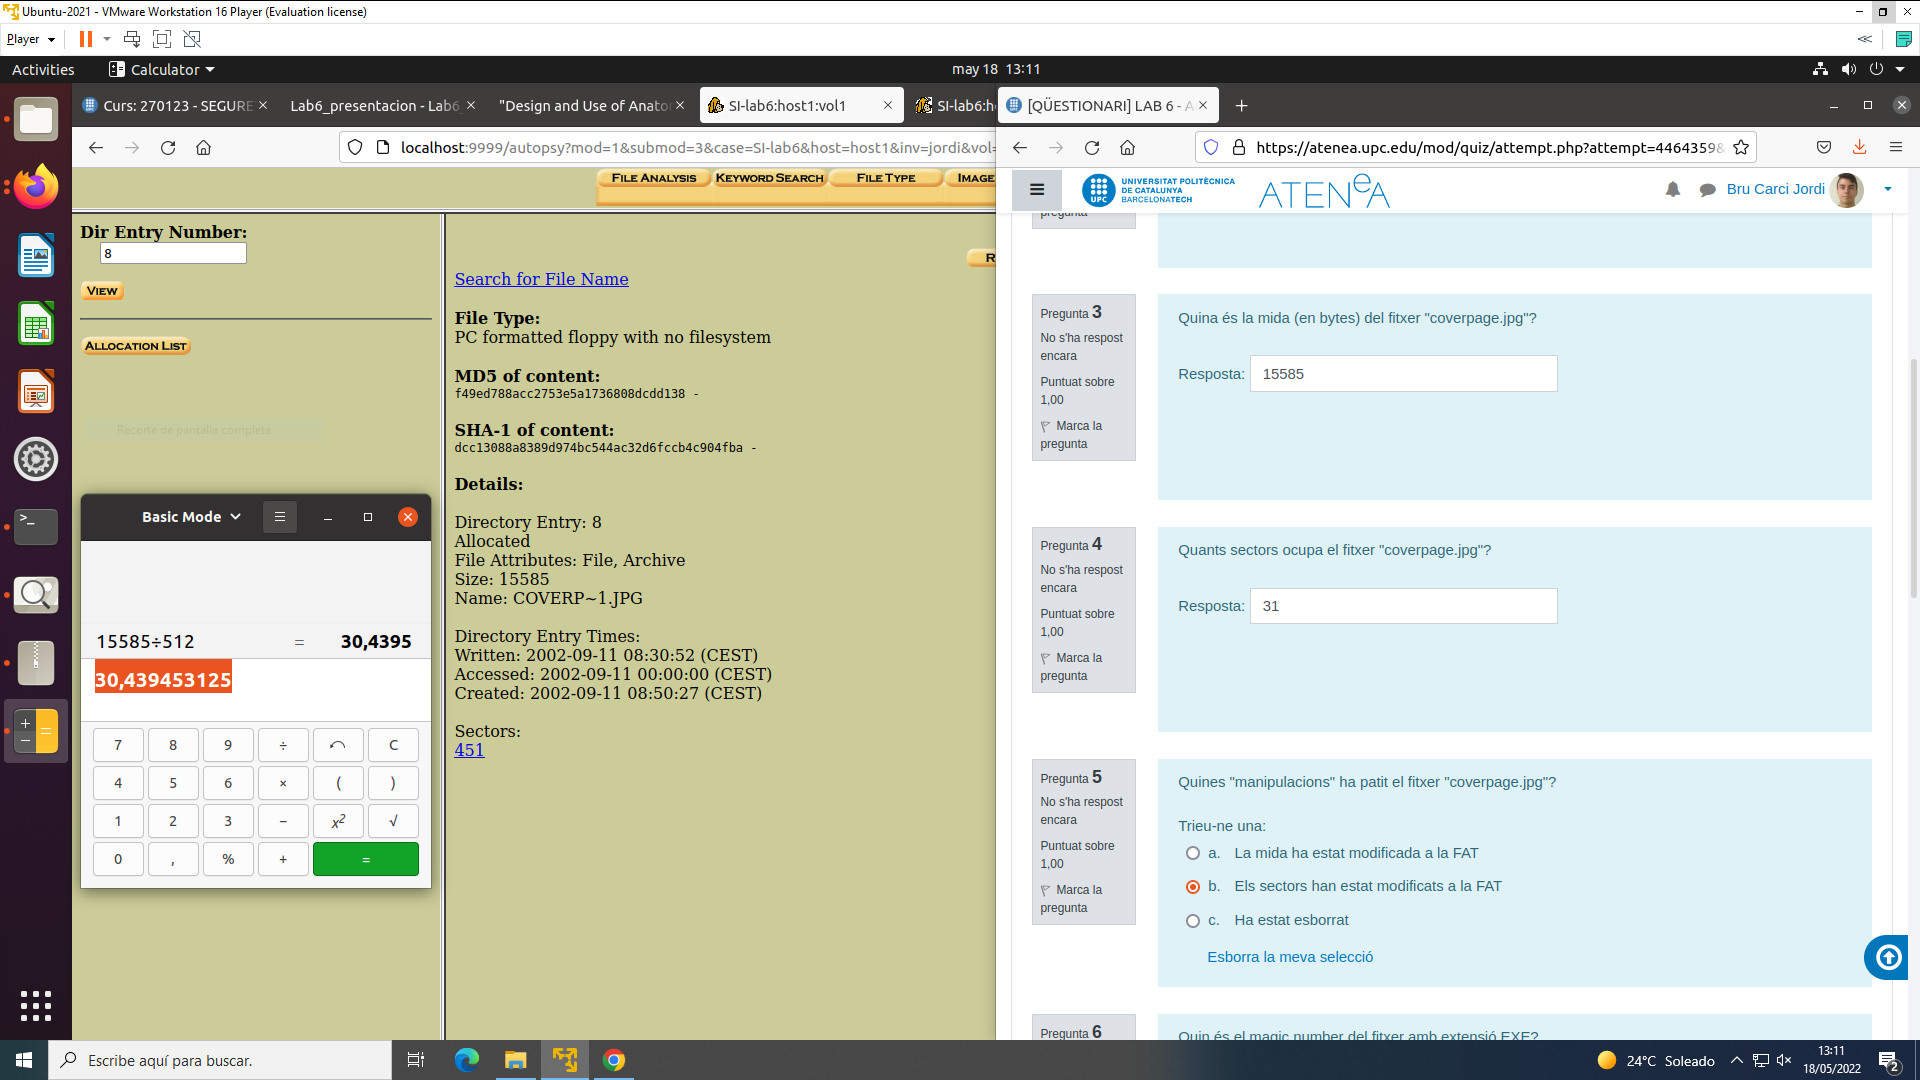 Ubuntu-2021 - VMware Workstation 16 Player (Evaluation license)
Player
Activities
Calculator
may 18 13:11
Curs: 270123 - SEGURE
Lab6_presentacion - Lab6
"Design and Use of Anato
SI-lab6:host1:vol1
SI-lab6:h
[QÜESTIONARI] LAB 6 - A
localhost:9999/autopsy?mod=1&submod=3&case=SI-lab6&host=host1&inv=jordi&vol=
https://atenea.upc.edu/mod/quiz/attempt.php?attempt=4464359&
FILE ANALYSIS
KEYWORD SEARCH
FILE TYPE
IMAGE
Dir Entry Number:
8
VIEW
ALLOCATION LIST
Recorte de pantalla completa
R
Search for File Name
File Type:
PC formatted floppy with no filesystem
MD5 of content:
f49ed788acc2753e5a1736808dcdd138 -
SHA-1 of content:
dcc13088a8389d974bc544ac32d6fccb4c904fba -
Details:
Directory Entry: 8
Allocated
File Attributes: File, Archive
Size: 15585
Name: COVERP~1.JPG
Directory Entry Times:
Written: 2002-09-11 08:30:52 (CEST)
Accessed: 2002-09-11 00:00:00 (CEST)
Created: 2002-09-11 08:50:27 (CEST)
Sectors:
451
Basic Mode
15585÷512 = 30,4395
30,439453125
7 8 9 ÷ C
4 5 6 × ( )
1 2 3 − x² √
0 , % + =
UPC
UNIVERSITAT POLITÈCNICA
DE CATALUNYA
BARCELONATECH
ATENeA
Bru Carci Jordi
pregunta
Pregunta 3
No s'ha respost
encara
Puntuat sobre
1,00
Marca la
pregunta
Quina és la mida (en bytes) del fitxer "coverpage.jpg"?
Resposta: 15585
Pregunta 4
No s'ha respost
encara
Puntuat sobre
1,00
Marca la
pregunta
Quants sectors ocupa el fitxer "coverpage.jpg"?
Resposta: 31
Pregunta 5
No s'ha respost
encara
Puntuat sobre
1,00
Marca la
pregunta
Quines "manipulacions" ha patit el fitxer "coverpage.jpg"?
Trieu-ne una:
a. La mida ha estat modificada a la FAT
b. Els sectors han estat modificats a la FAT
c. Ha estat esborrat
Esborra la meva selecció
Pregunta 6
Quin és el magic number del fitxer amb extensió EXE?
Escribe aquí para buscar.
24°C Soleado
13:11
18/05/2022
2